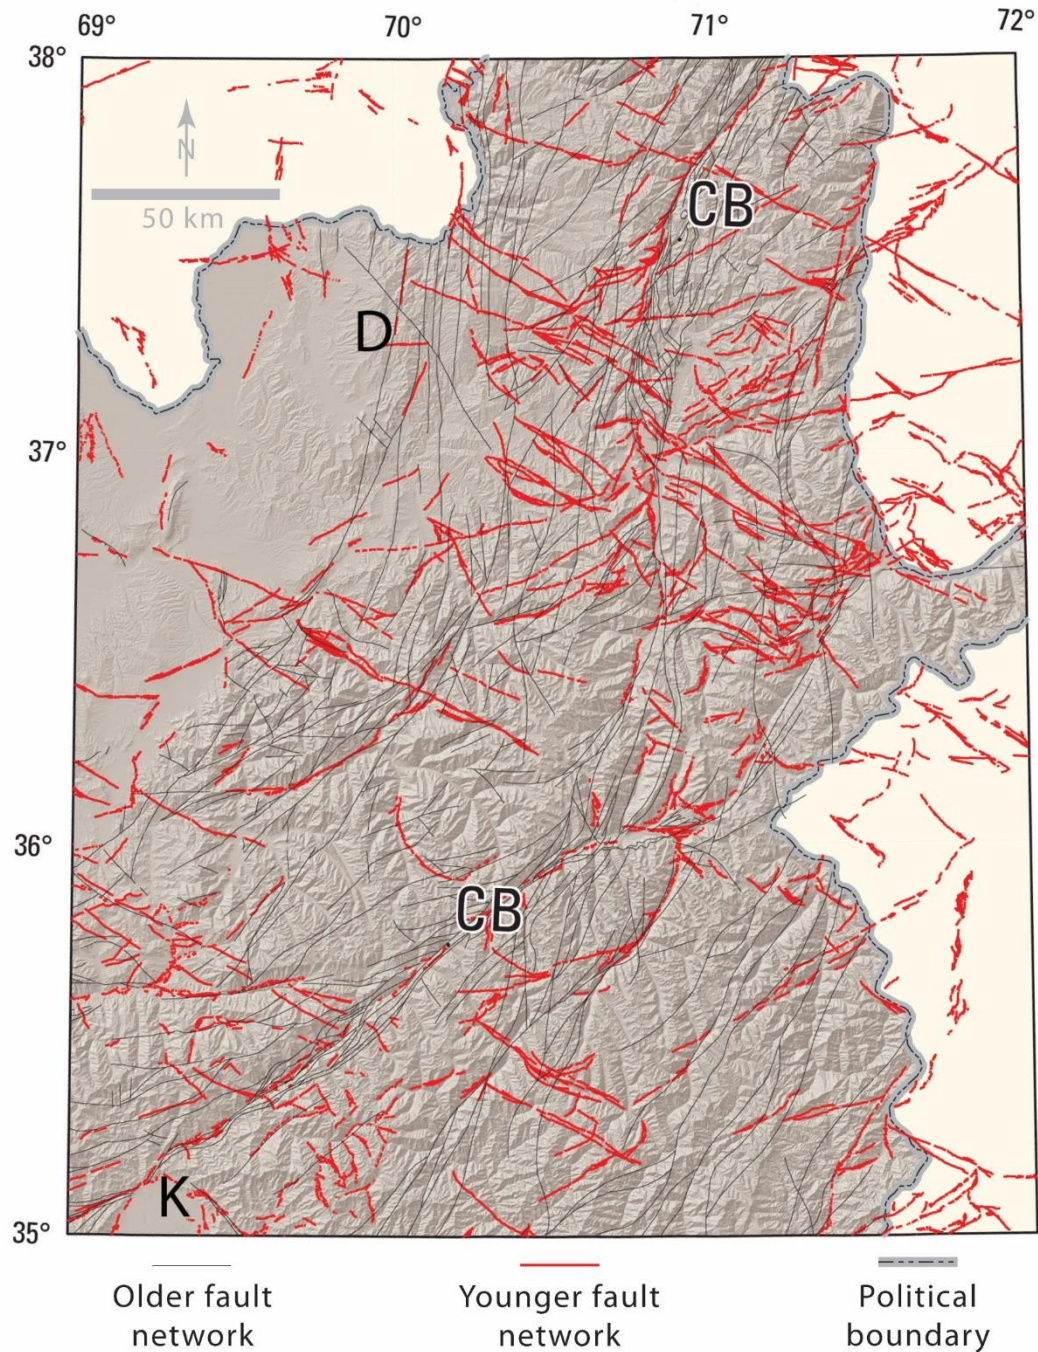 69° 70° 71° 72°
38°
N
50 km
CB
D
37°
36°
CB
K
35°
Older fault
network
Younger fault
network
Political
boundary